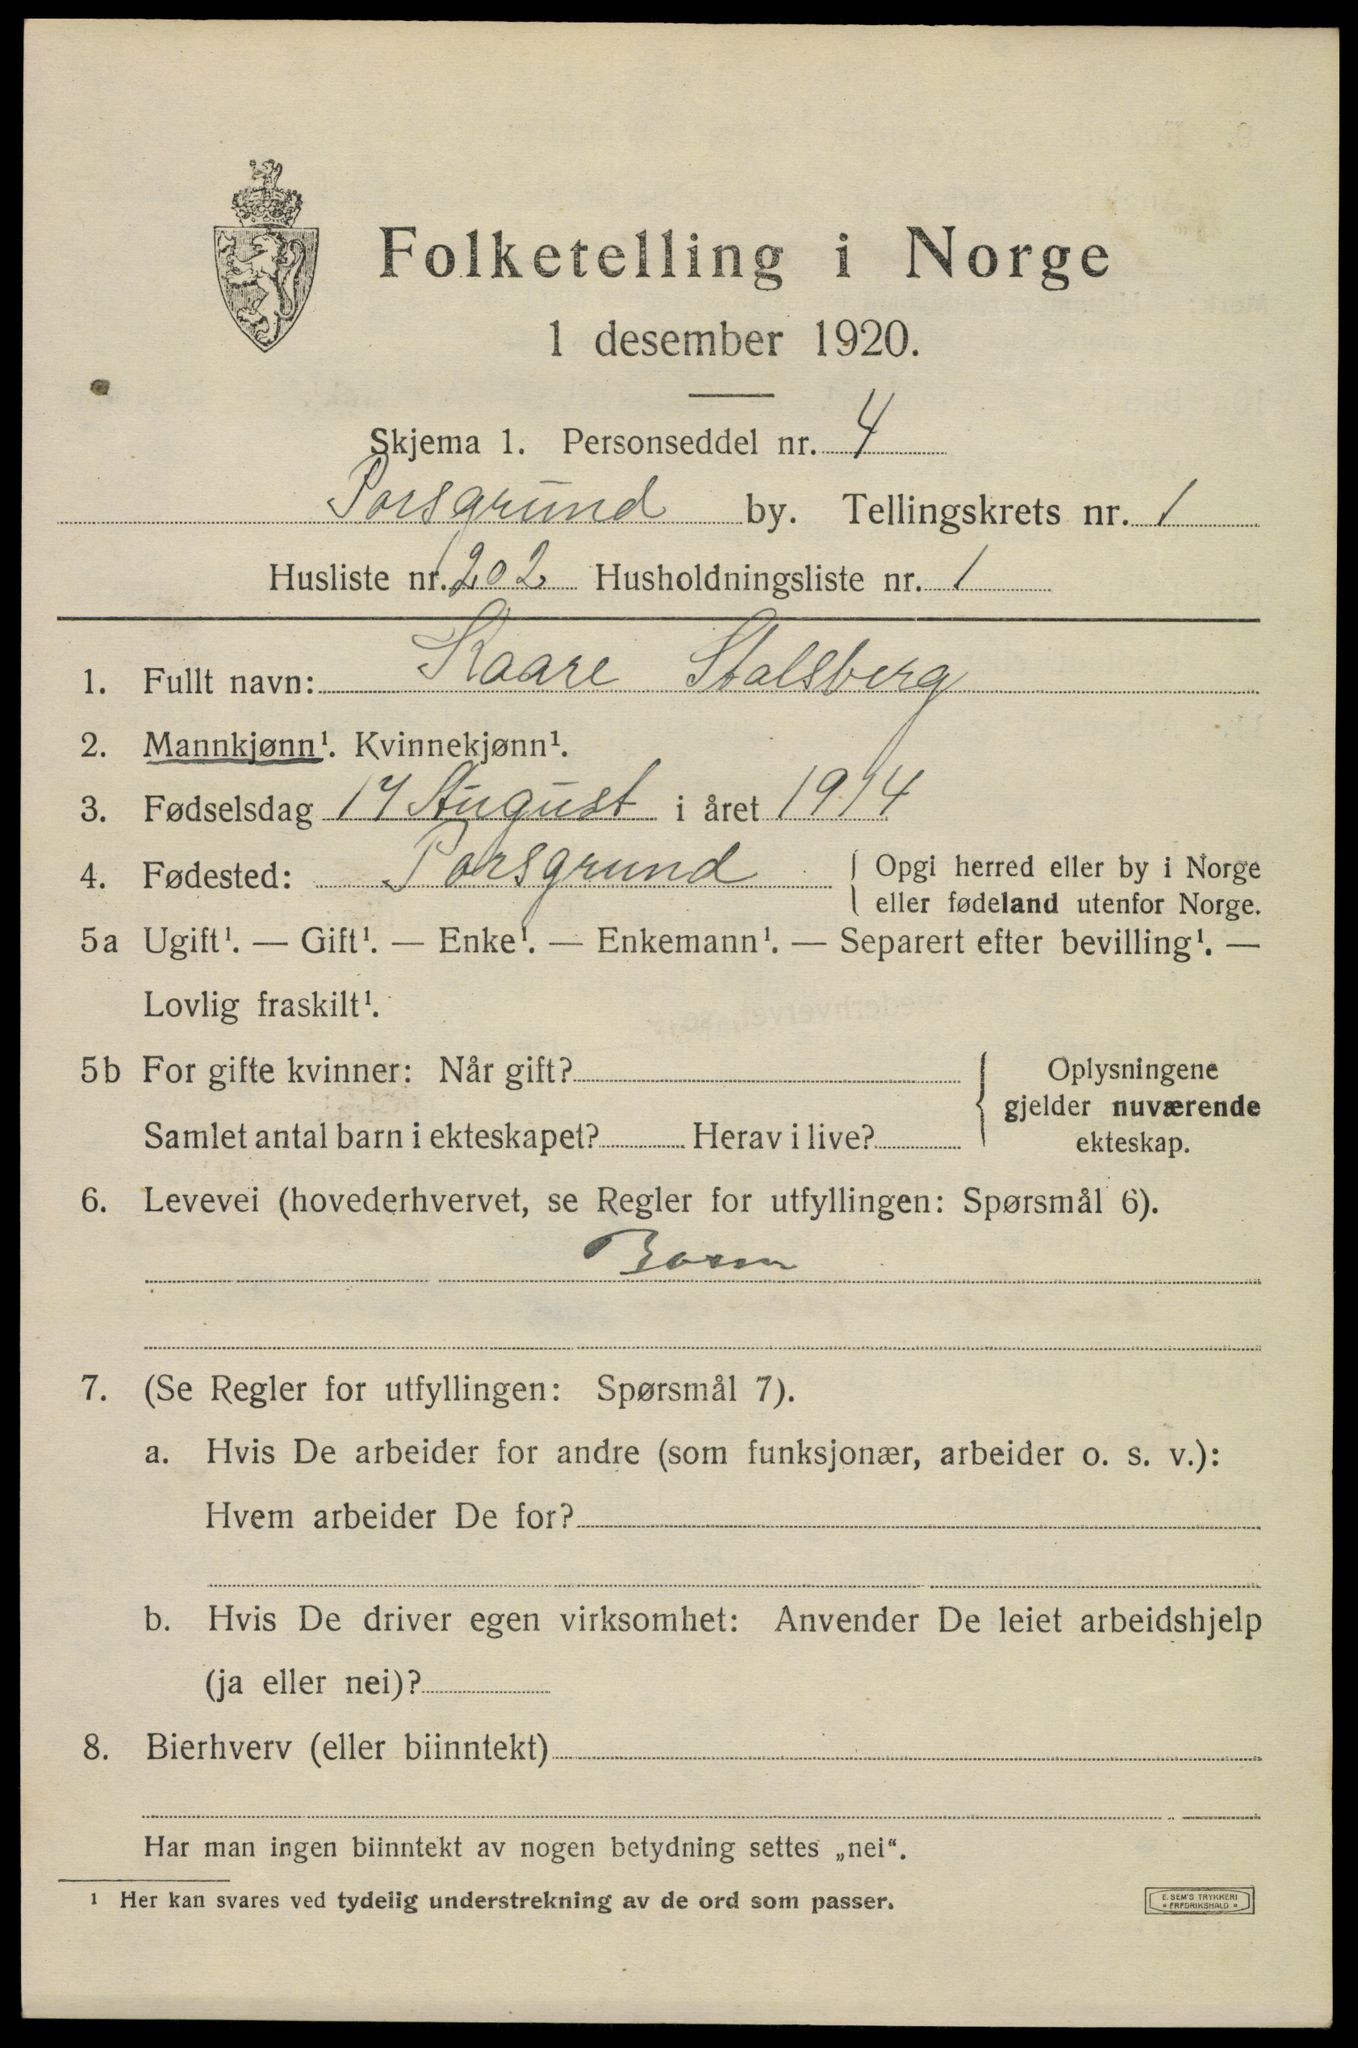 Folketelling i Norge
1 desember 1920.
Skjema 1. Personseddel nr. 4
Porsgrund by. Tellingskrets nr. 1
Husliste nr. 202 Husholdningsliste nr. 1
1. Fullt navn: Kaare Stalsberg
2. Mannkjønn¹. Kvinnekjønn¹.
3. Fødselsdag 17 August i året 1914
4. Fødested: Porsgrund { Opgi herred eller by i Norge
eller fødeland utenfor Norge.
5a Ugift¹. — Gift¹. — Enke¹. — Enkemann¹. — Separert efter bevilling¹. —
Lovlig fraskilt¹.
5b For gifte kvinner: Når gift?
Samlet antal barn i ekteskapet? Herav i live?
{ Oplysningene
gjelder nuværende
ekteskap.
6. Levevei (hovederhvervet, se Regler for utfyllingen: Spørsmål 6).
Barn
7. (Se Regler for utfyllingen: Spørsmål 7).
a. Hvis De arbeider for andre (som funksjonær, arbeider o. s. v.):
Hvem arbeider De for?
b. Hvis De driver egen virksomhet: Anvender De leiet arbeidshjelp
(ja eller nei)?
8. Bierhverv (eller biinntekt)
Har man ingen biinntekt av nogen betydning settes „nei“.
¹ Her kan svares ved tydelig understrekning av de ord som passer.
E. SEM'S TRYKKERI
* FREDRIKSHALD *